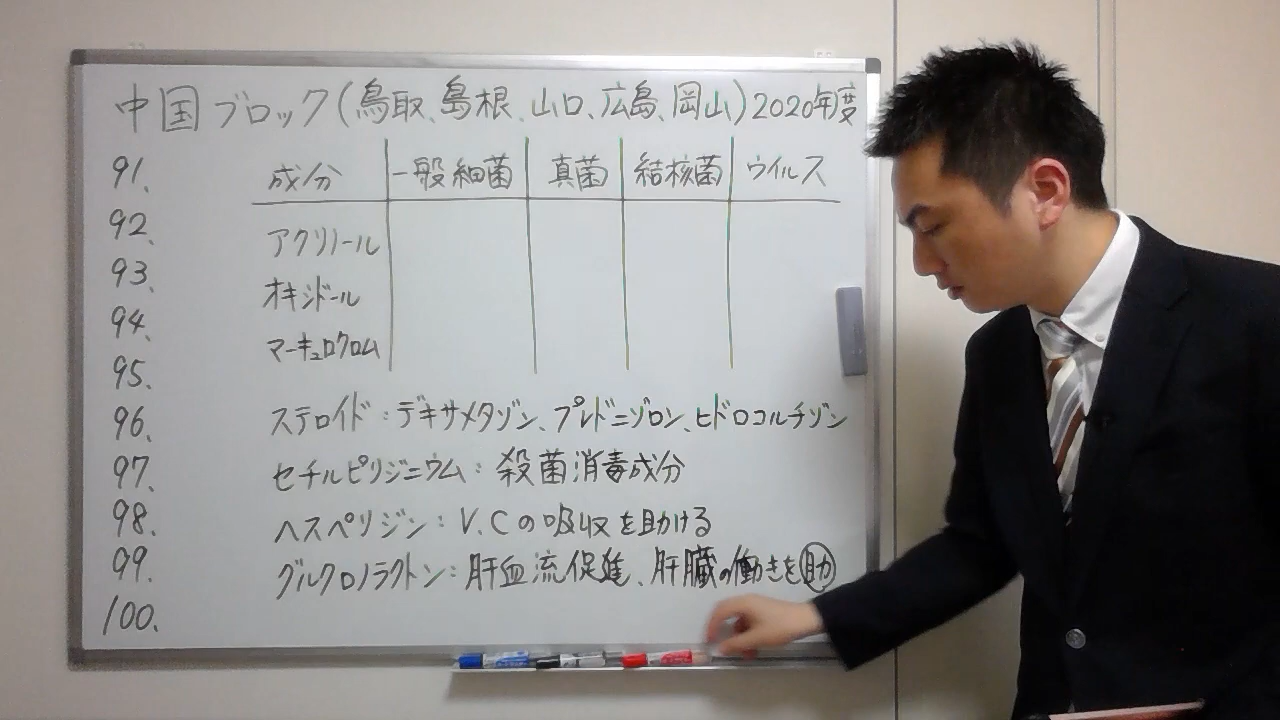 中国ブロック(鳥取、島根、山口、広島、岡山)2020年度
91. 成分 一般細菌 真菌 結核菌 ウイルス
92. アクリノール
93. オキシドール
94. マーキュロクロム
95.
96. ステロイド:デキサメタゾン、プレドニゾロン、ヒドロコルチゾン
97. セチルピリジニウム:殺菌消毒成分
98. ヘスペリジン:V.Cの吸収を助ける
99. グルクロノラクトン:肝血流促進、肝臓の働きを助
100.